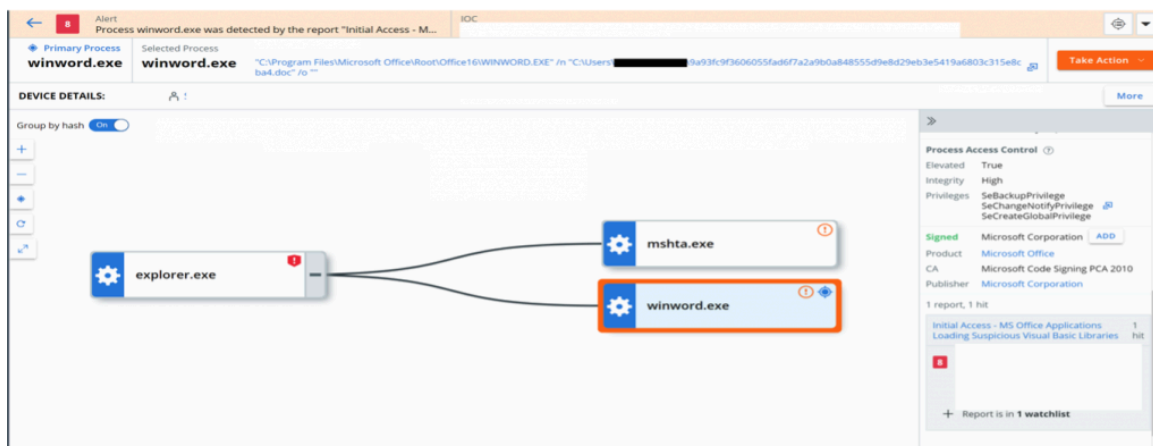 8
Alert
Process winword.exe was detected by the report "Initial Access - M...
IOC
Primary Process
winword.exe
Selected Process
winword.exe
"C:\Program Files\Microsoft Office\Root\Office16\WINWORD.EXE" /n "C:\Users\ 9a93fc9f3606055fad6f7a2a9b0a848555d9e8d29eb3e5419a6803c315e8c
ba4.doc" /o ""
Take Action
DEVICE DETAILS:
More
Group by hash On
explorer.exe
mshta.exe
winword.exe
Process Access Control
Elevated True
Integrity High
Privileges SeBackupPrivilege
SeChangeNotifyPrivilege
SeCreateGlobalPrivilege
Signed Microsoft Corporation ADD
Product Microsoft Office
CA Microsoft Code Signing PCA 2010
Publisher Microsoft Corporation
1 report, 1 hit
Initial Access - MS Office Applications 1
Loading Suspicious Visual Basic Libraries hit
8
+ Report is in 1 watchlist